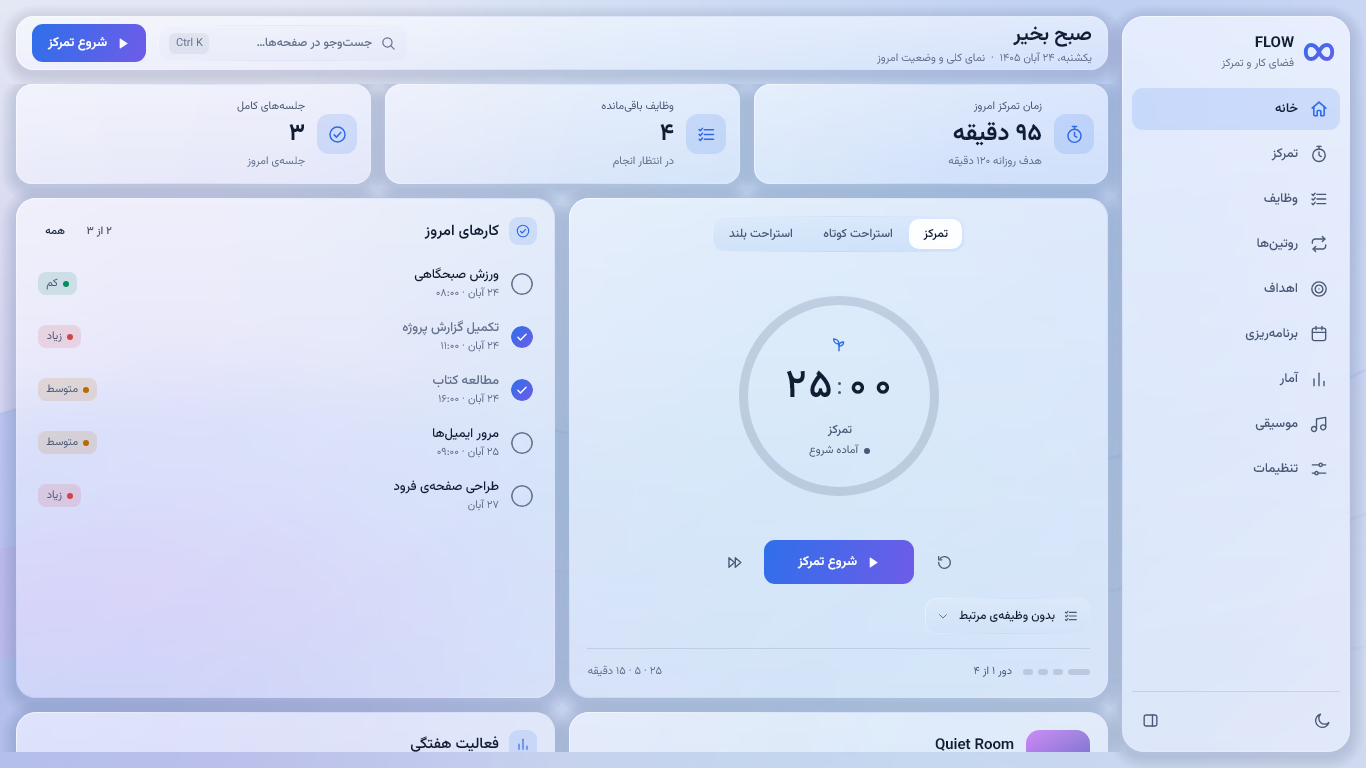 FLOW
فضای کار و تمرکز
خانه
تمرکز
وظایف
روتین‌ها
اهداف
برنامه‌ریزی
آمار
موسیقی
تنظیمات
صبح بخیر
یکشنبه، ۲۴ آبان ۱۴۰۵ · نمای کلی و وضعیت امروز
جست‌وجو در صفحه‌ها…
Ctrl K
شروع تمرکز
زمان تمرکز امروز
۹۵ دقیقه
هدف روزانه ۱۲۰ دقیقه
وظایف باقی‌مانده
۴
در انتظار انجام
جلسه‌های کامل
۳
جلسه‌ی امروز
تمرکز
استراحت کوتاه
استراحت بلند
۲۵:۰۰
تمرکز
آماده شروع
شروع تمرکز
بدون وظیفه‌ی مرتبط
دور ۱ از ۴
۲۵ · ۵ · ۱۵ دقیقه
کارهای امروز
۲ از ۳
همه
ورزش صبحگاهی
۲۴ آبان · ۰۸:۰۰
کم
تکمیل گزارش پروژه
۲۴ آبان · ۱۱:۰۰
زیاد
مطالعه کتاب
۲۴ آبان · ۱۶:۰۰
متوسط
مرور ایمیل‌ها
۲۵ آبان · ۰۹:۰۰
متوسط
طراحی صفحه‌ی فرود
۲۷ آبان
زیاد
Quiet Room
فعالیت هفتگی